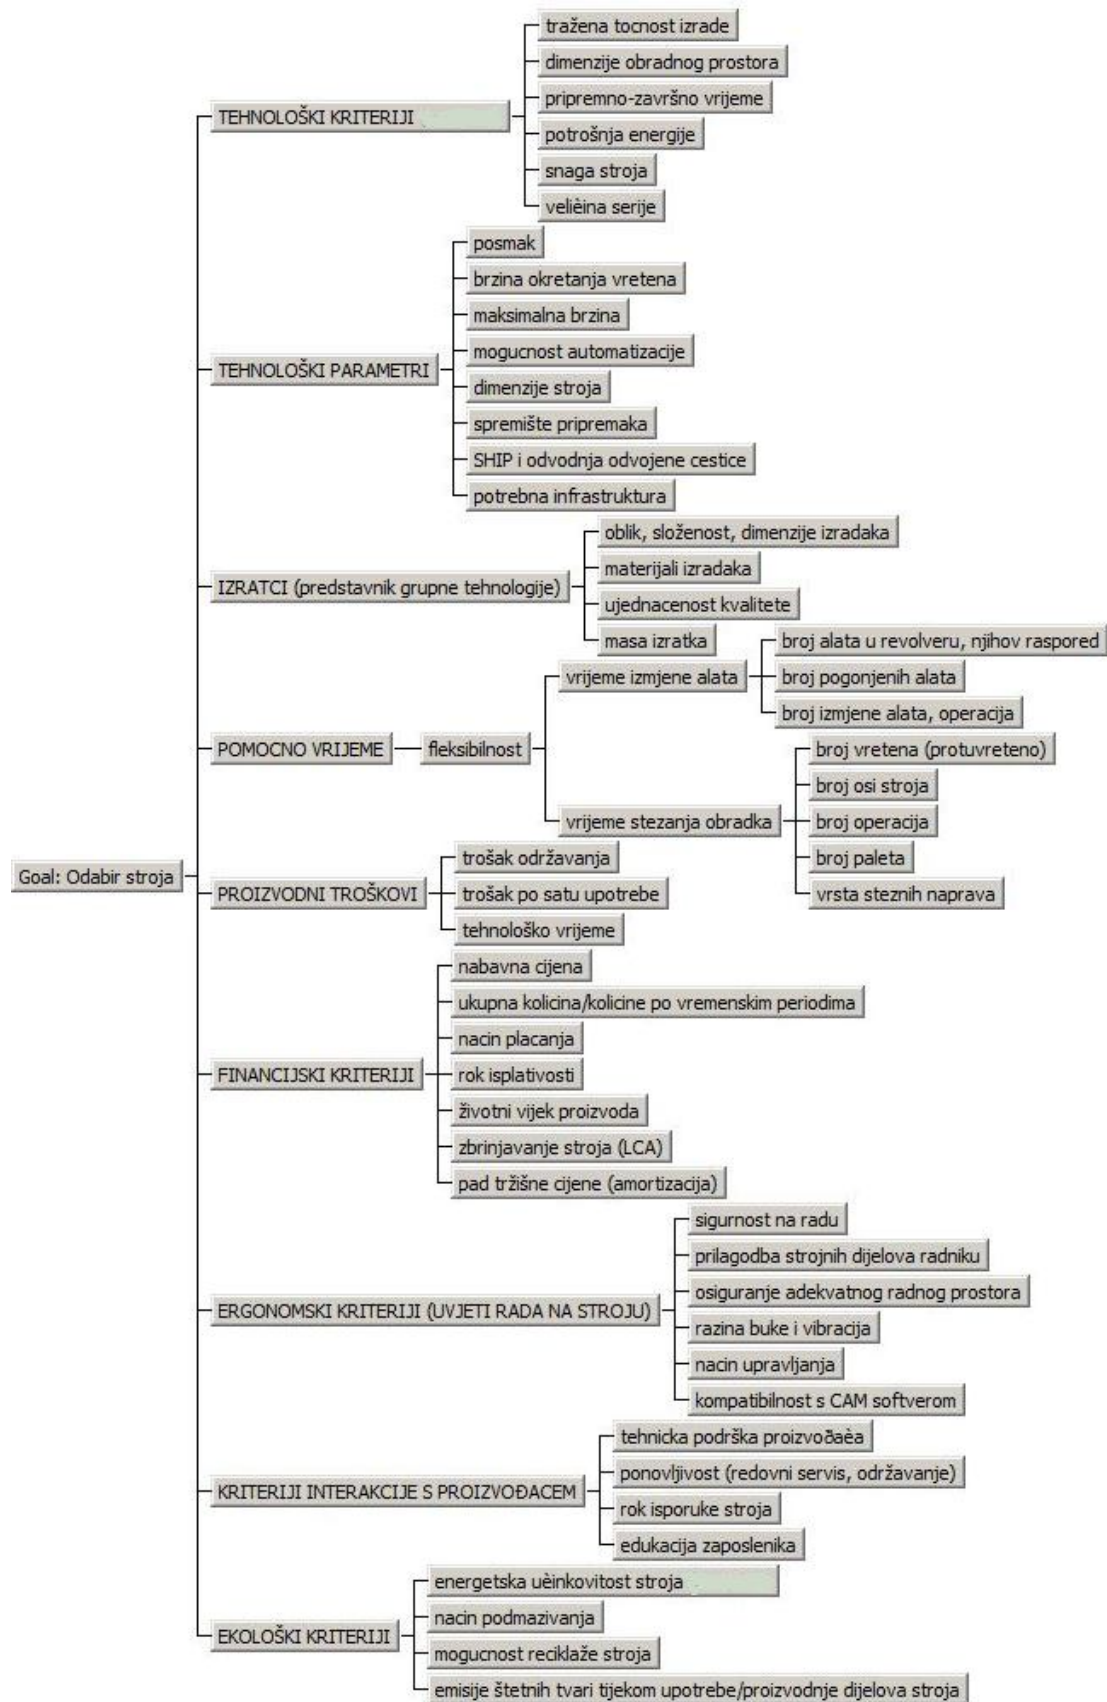 tražena tocnost izrade
dimenzije obradnog prostora
pripremno-završno vrijeme
TEHNOLOŠKI KRITERIJI
potrošnja energije
snaga stroja
velièina serije
posmak
brzina okretanja vretena
maksimalna brzina
mogucnost automatizacije
TEHNOLOŠKI PARAMETRI
dimenzije stroja
spremište pripremaka
SHIP i odvodnja odvojene cestice
potrebna infrastruktura
oblik, složenost, dimenzije izradaka
materijali izradaka
IZRATCI (predstavnik grupne tehnologije)
ujednacenost kvalitete
masa izratka
broj alata u revolveru, njihov raspored
vrijeme izmjene alata
broj pogonjenih alata
broj izmjene alata, operacija
POMOCNO VRIJEME
fleksibilnost
broj vretena (protuvreteno)
broj osi stroja
vrijeme stezanja obradka
broj operacija
broj paleta
vrsta steznih naprava
Goal: Odabir stroja
trošak održavanja
PROIZVODNI TROŠKOVI
trošak po satu upotrebe
tehnološko vrijeme
nabavna cijena
ukupna kolicina/kolicine po vremenskim periodima
nacin placanja
FINANCIJSKI KRITERIJI
rok isplativosti
životni vijek proizvoda
zbrinjavanje stroja (LCA)
pad tržišne cijene (amortizacija)
sigurnost na radu
prilagodba strojnih dijelova radniku
osiguranje adekvatnog radnog prostora
ERGONOMSKI KRITERIJI (UVJETI RADA NA STROJU)
razina buke i vibracija
nacin upravljanja
kompatibilnost s CAM softverom
tehnicka podrška proizvoðaèa
ponovljivost (redovni servis, održavanje)
KRITERIJI INTERAKCIJE S PROIZVOĐACEM
rok isporuke stroja
edukacija zaposlenika
energetska uèinkovitost stroja
nacin podmazivanja
EKOLOŠKI KRITERIJI
mogucnost reciklaže stroja
emisije štetnih tvari tijekom upotrebe/proizvodnje dijelova stroja